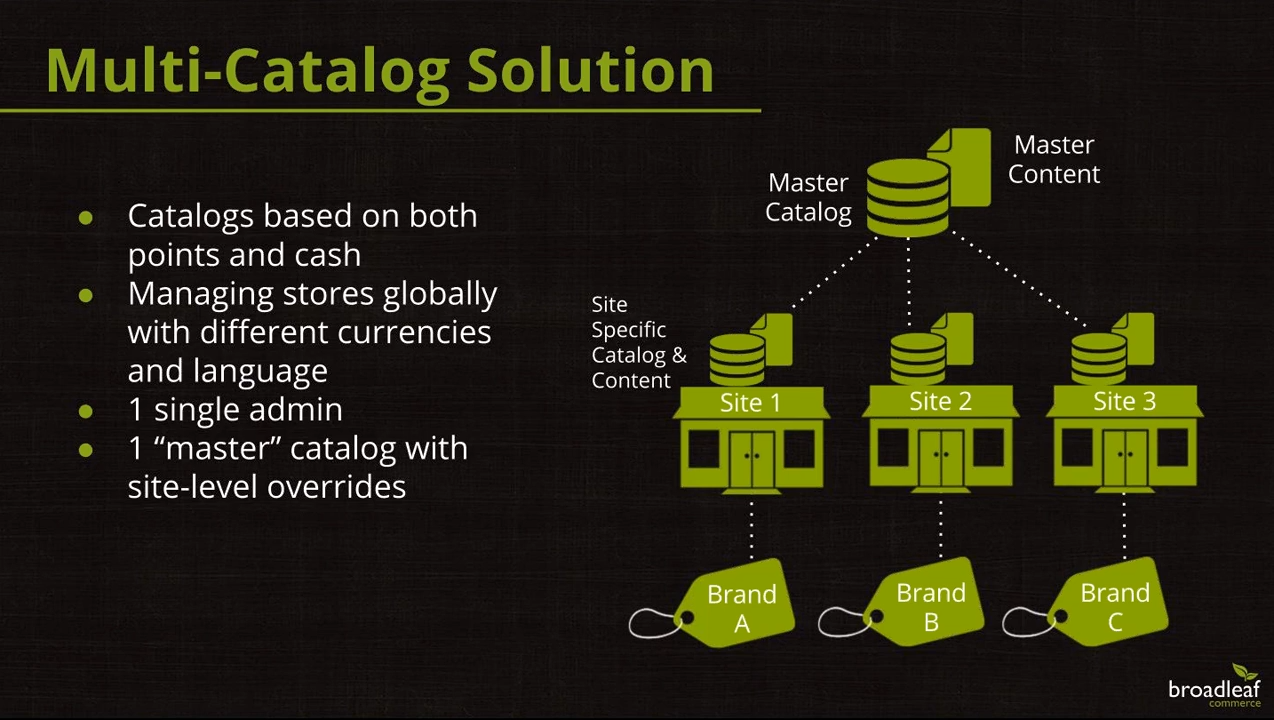 Multi-Catalog Solution
● Catalogs based on both
points and cash
● Managing stores globally
with different currencies
and language
● 1 single admin
● 1 “master” catalog with
site-level overrides
Master
Content
Master
Catalog
Site
Specific
Catalog &
Content
Site 1
Site 2
Site 3
Brand
A
Brand
B
Brand
C
broadleaf
commerce